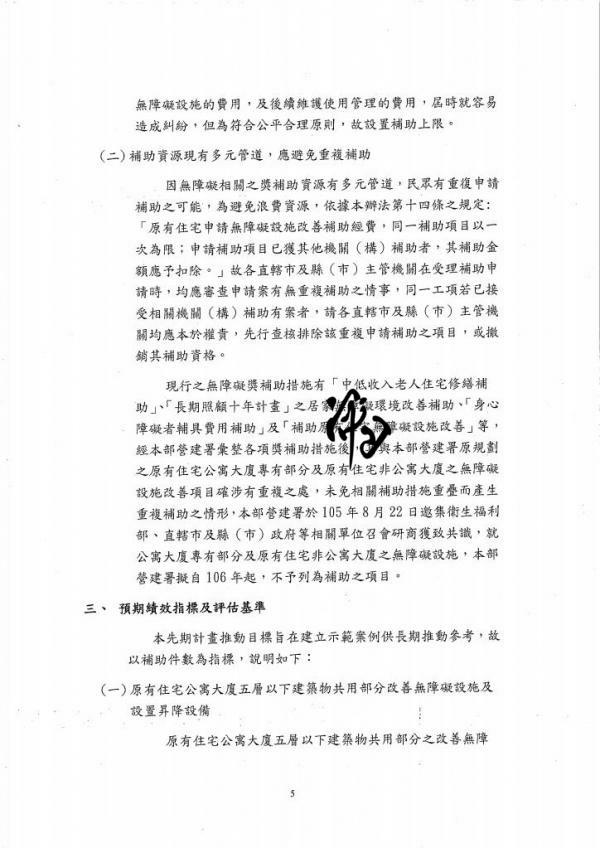 無障礙設施的費用，及後續維護使用管理的費用，屆時就容易
造成糾紛，但為符合公平合理原則，故設置補助上限。
(二)補助資源現有多元管道，應避免重複補助
因無障礙相關之獎補助資源有多元管道，民眾有重復申請
補助之可能，為避免浪費資源，依據本辦法第十四條之規定:
「原有住宅申請無障礙設施改善補助經費，同一補助項目以一
次為限；申請補助項目已獲其他機關（構）補助者，其補助金
額應予扣除。」故各直轄市及縣（市）主管機關在受理補助申
請時，均應審查申請案有無重複補助之情事，同一工項若已接
受相關機關（構）補助有案者，請各直轄市及縣（市）主管機
關均應本於權責，先行查核排除該重複申請補助之項目，或撤
銷其補助資格。
現行之無障礙獎補助措施有「中低收入老人住宅修繕補
助」、「長期照顧十年計畫」之居家無障礙環境改善補助、「身心
障礙者輔具費用補助」及「補助原有住宅無障礙設施改善」等，
經本部營建署彙整各項獎補助措施後，與本部營建署原規劃
之原有住宅公寓大廈專有部分及原有住宅非公寓大廈之無障礙
設施改善項目確涉有重複之處，未免相關補助措施重疊而產生
重複補助之情形，本部營建署於 105 年 8 月 22 日邀集衛生福利
部、直轄市及縣（市）政府等相關單位召會研商獲致共識，就
公寓大廈專有部分及原有住宅非公寓大廈之無障礙設施，本部
營建署擬自 106 年起，不予列為補助之項目。
三、 預期績效指標及評估基準
本先期計畫推動目標旨在建立示範案例供長期推動參考，故
以補助件數為指標，說明如下：
(一)原有住宅公寓大廈五層以下建築物共用部分改善無障礙設施及
設置昇降設備
原有住宅公寓大廈五層以下建築物共用部分之改善無障
5